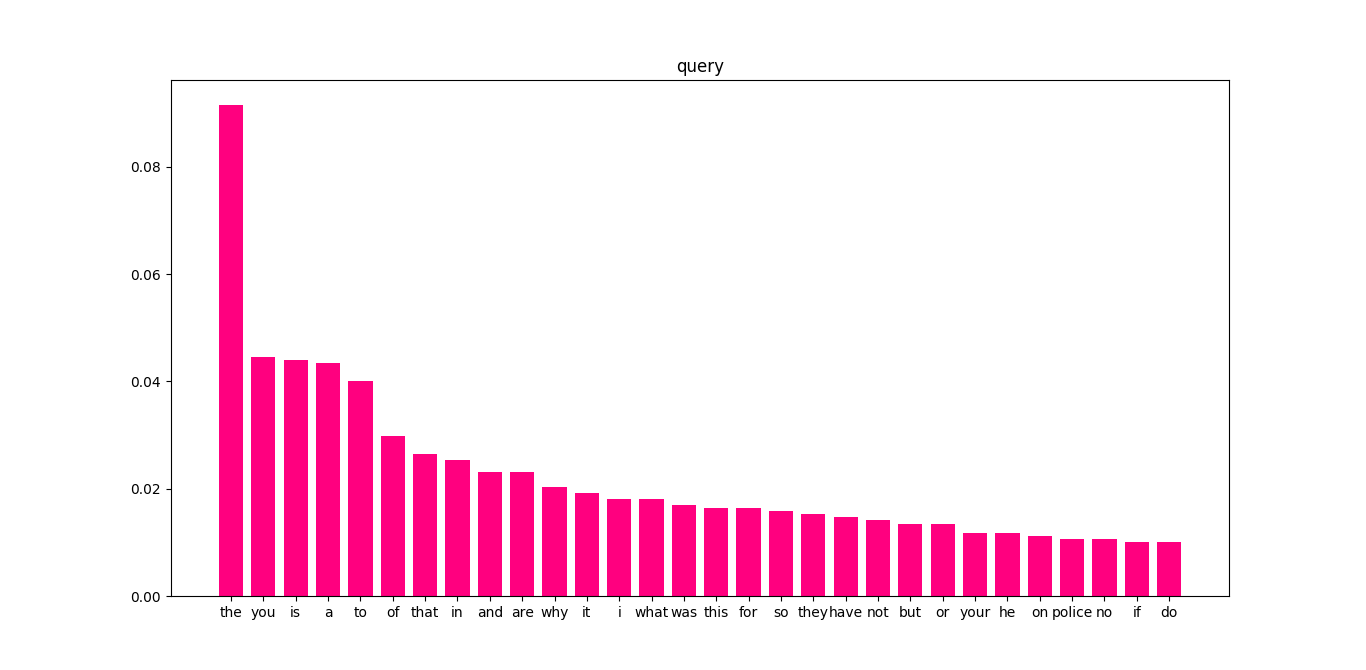 query
0.08
0.06
0.04
0.02
0.00
the you is a to of that in and are why it i what was this for so they have not but or your he on police no if do